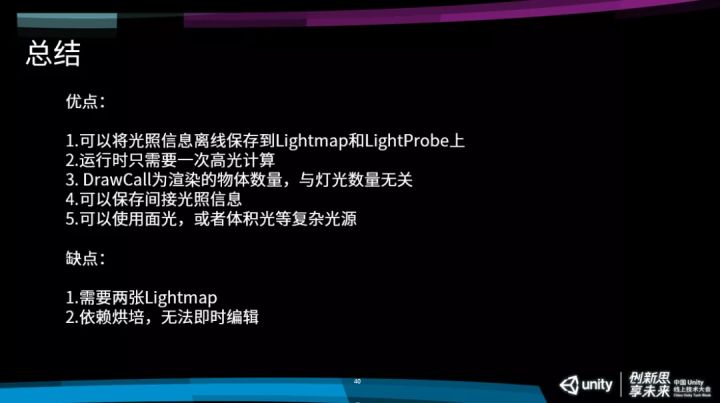 总结
优点：
1.可以将光照信息离线保存到Lightmap和LightProbe上
2.运行时只需要一次高光计算
3. DrawCall为渲染的物体数量，与灯光数量无关
4.可以保存间接光照信息
5.可以使用面光，或者体积光等复杂光源
缺点：
1.需要两张Lightmap
2.依赖烘培，无法即时编辑
40
unity
创新思
享未来
中国 Unity
线上技术大会
China Unity Tech Week